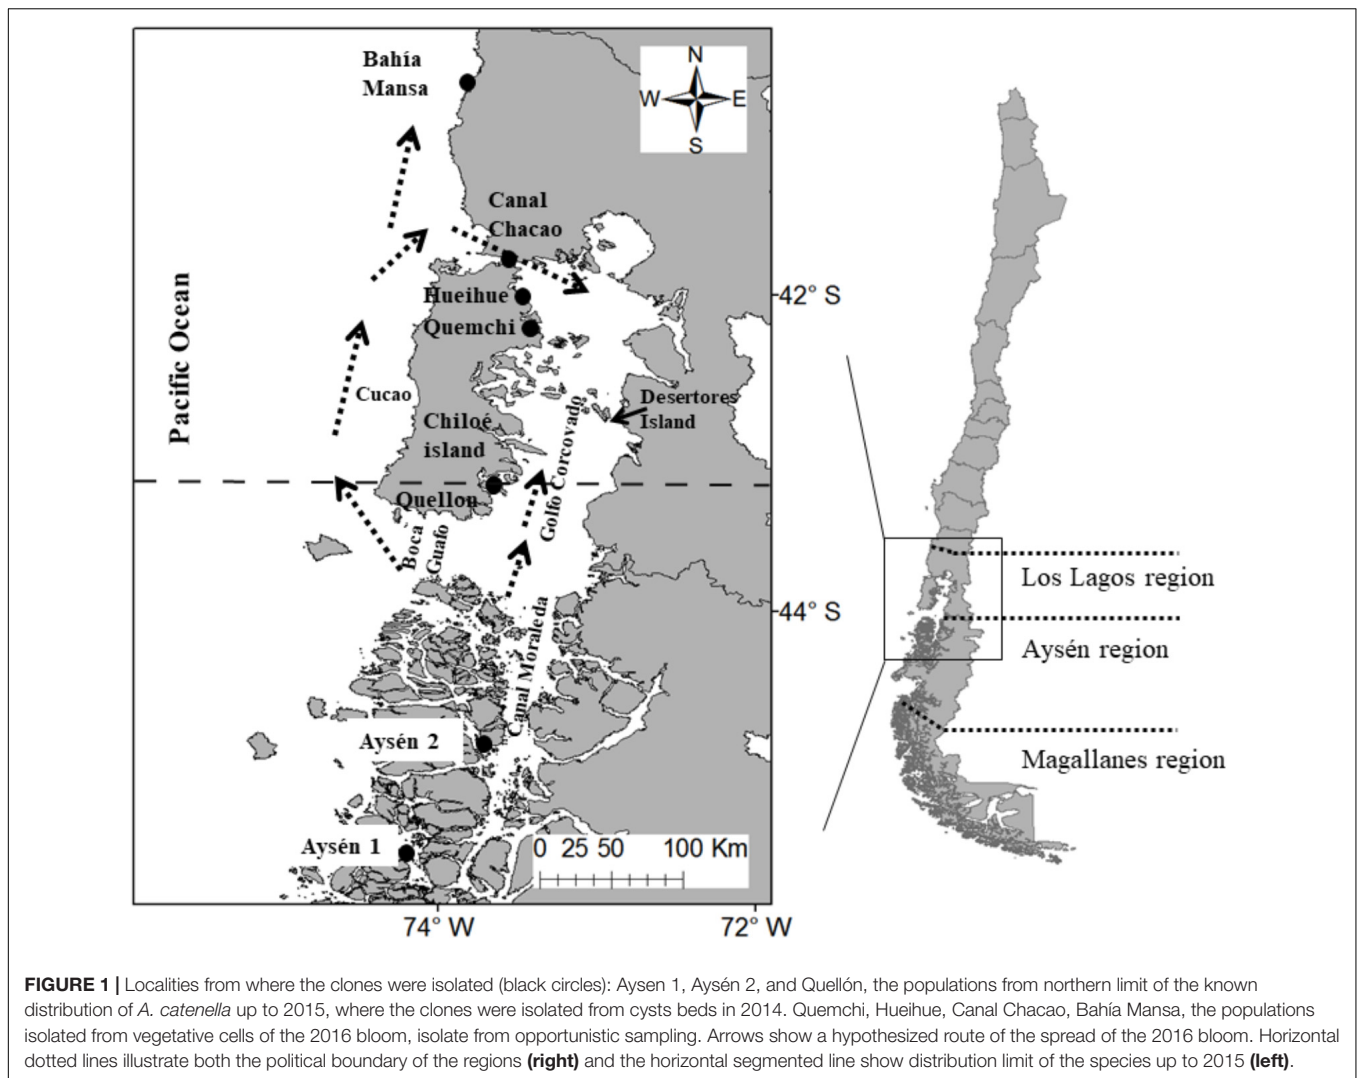 Bahía
Mansa
N
W
E
S
Canal
Chacao
Hueihue
Quemchi
42° S
Pacific Ocean
Cucao
Desertores
Island
Chiloé
island
Golfo Corcovado
Quellon
Boca
Guafo
44° S
Canal Moraleda
Aysén 2
Aysén 1
0 25 50 100 Km
74° W
72° W
Los Lagos region
Aysén region
Magallanes region
FIGURE 1 | Localities from where the clones were isolated (black circles): Aysen 1, Aysén 2, and Quellón, the populations from northern limit of the known
distribution of A. catenella up to 2015, where the clones were isolated from cysts beds in 2014. Quemchi, Hueihue, Canal Chacao, Bahía Mansa, the populations
isolated from vegetative cells of the 2016 bloom, isolate from opportunistic sampling. Arrows show a hypothesized route of the spread of the 2016 bloom. Horizontal
dotted lines illustrate both the political boundary of the regions (right) and the horizontal segmented line show distribution limit of the species up to 2015 (left).